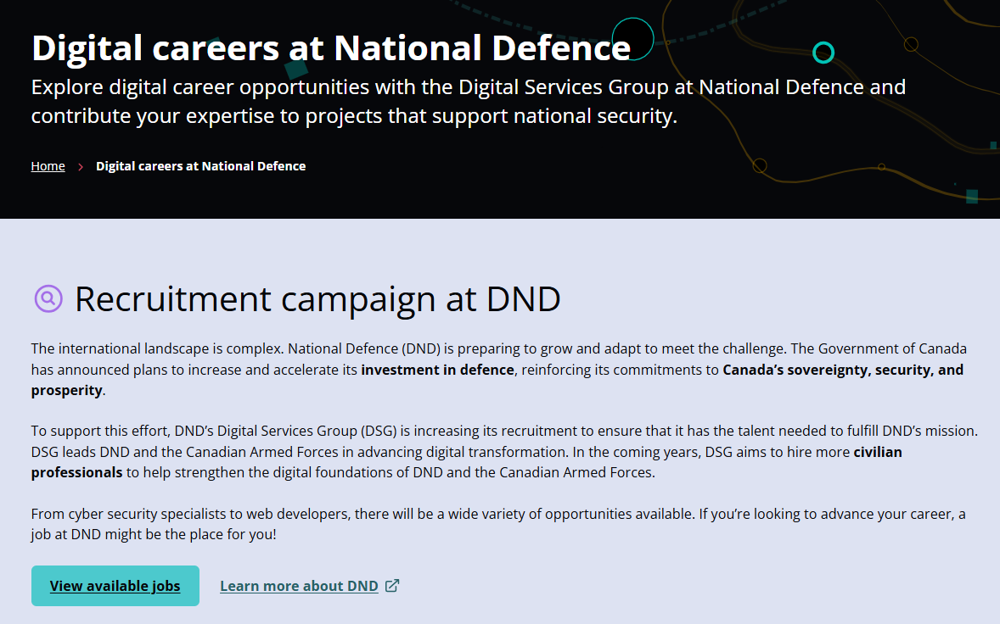 Digital careers at National Defence
Explore digital career opportunities with the Digital Services Group at National Defence and
contribute your expertise to projects that support national security.
Home > Digital careers at National Defence
Recruitment campaign at DND
The international landscape is complex. National Defence (DND) is preparing to grow and adapt to meet the challenge. The Government of Canada
has announced plans to increase and accelerate its investment in defence, reinforcing its commitments to Canada’s sovereignty, security, and
prosperity.
To support this effort, DND’s Digital Services Group (DSG) is increasing its recruitment to ensure that it has the talent needed to fulfill DND’s mission.
DSG leads DND and the Canadian Armed Forces in advancing digital transformation. In the coming years, DSG aims to hire more civilian
professionals to help strengthen the digital foundations of DND and the Canadian Armed Forces.
From cyber security specialists to web developers, there will be a wide variety of opportunities available. If you’re looking to advance your career, a
job at DND might be the place for you!
View available jobs Learn more about DND